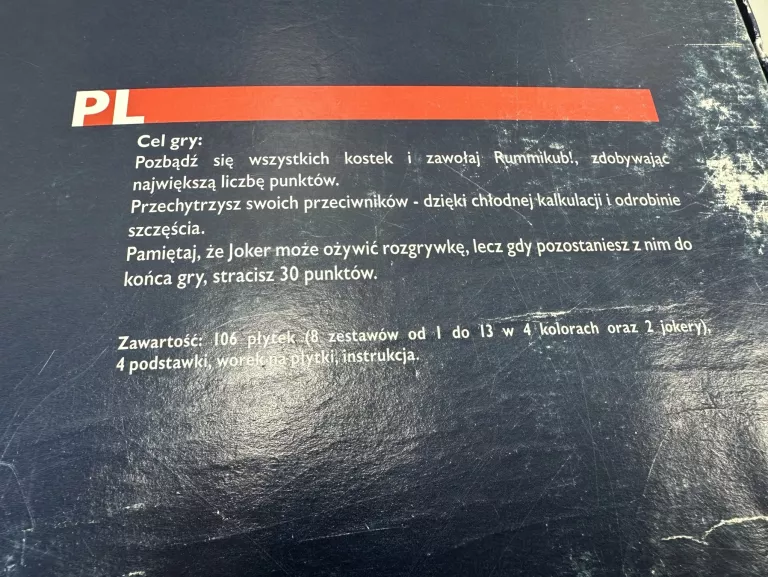 PL
Cel gry:
Pozbądź się wszystkich kostek i zawołaj Rummikub!, zdobywając
największą liczbę punktów.
Przechytrzysz swoich przeciwników - dzięki chłodnej kalkulacji i odrobinie
szczęścia.
Pamiętaj, że Joker może ożywić rozgrywkę, lecz gdy pozostaniesz z nim do
końca gry, stracisz 30 punktów.
Zawartość: 106 płytek (8 zestawów od 1 do 13 w 4 kolorach oraz 2 jokery),
4 podstawki, worek na płytki, instrukcja.